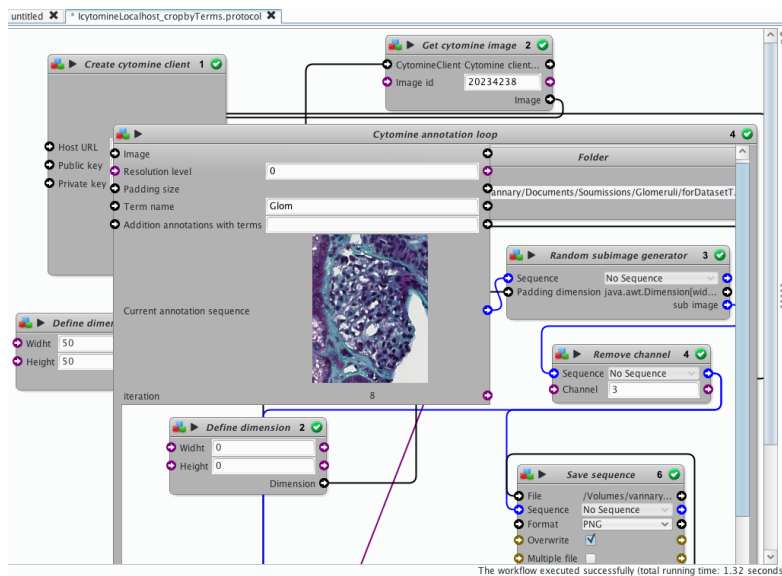 untitled ✖ * IcytomineLocalhost_cropbyTerms.protocol ✖
Create cytomine client 1
Host URL
Public key
Private key
Get cytomine image 2
CytomineClient Cytomine client...
Image id 20234238
Image
Cytomine annotation loop 4
Image
Resolution level 0
Padding size
Term name Glom
Addition annotations with terms
Current annotation sequence
iteration 8
Folder
annary/Documents/Soumissions/Glomeruli/forDatasetT.
Random subimage generator 3
Sequence No Sequence
Padding dimension java.awt.Dimension[wid...
sub image
Define dimen
Widht 50
Height 50
Remove channel 4
Sequence No Sequence
Channel 3
Define dimension 2
Widht 0
Height 0
Dimension
Save sequence 6
File /Volumes/vannary...
Sequence No Sequence
Format PNG
Overwrite
Multiple file
The workflow executed successfully (total running time: 1.32 seconds